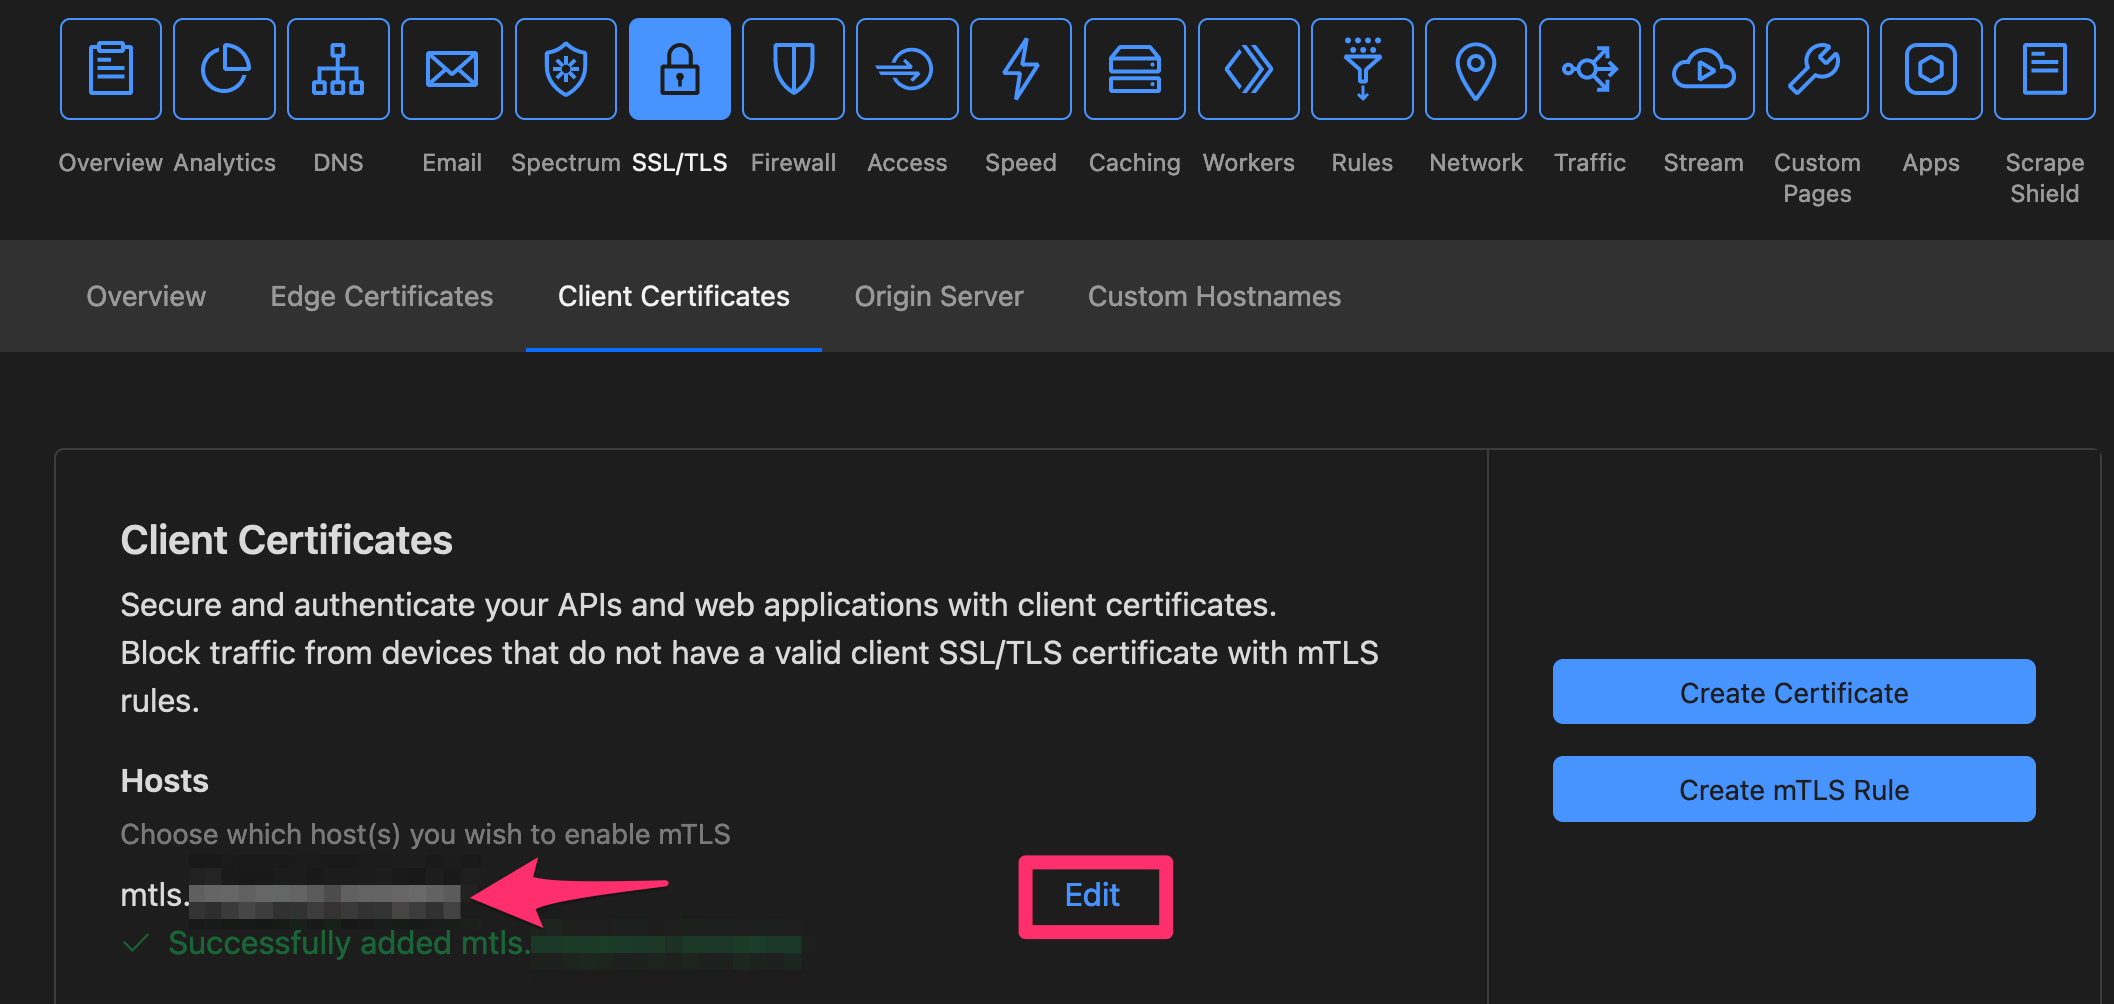 Overview Analytics DNS Email Spectrum SSL/TLS Firewall Access Speed Caching Workers Rules Network Traffic Stream Custom Pages Apps Scrape Shield
Overview Edge Certificates Client Certificates Origin Server Custom Hostnames
Client Certificates
Secure and authenticate your APIs and web applications with client certificates.
Block traffic from devices that do not have a valid client SSL/TLS certificate with mTLS
rules.
Create Certificate
Create mTLS Rule
Hosts
Choose which host(s) you wish to enable mTLS
mtls.
Edit
Successfully added mtls.